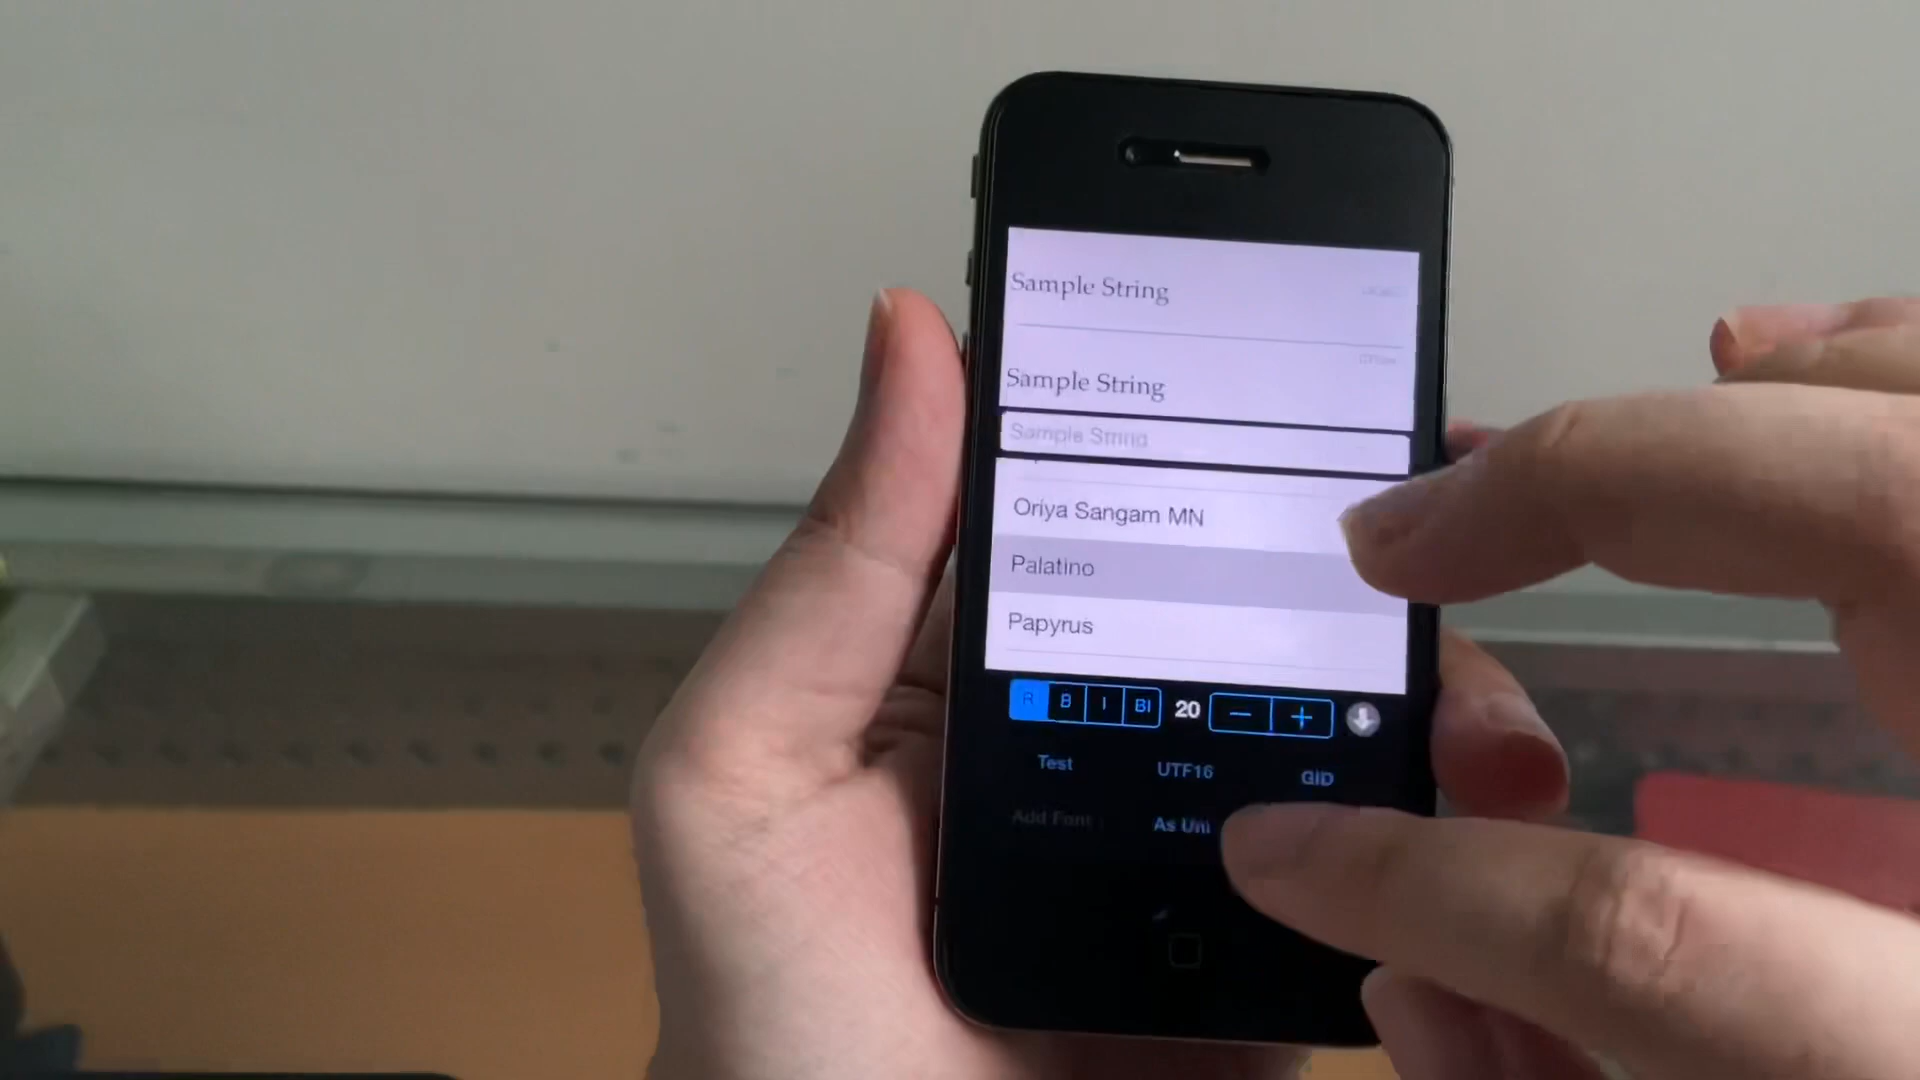 Sample String
Sample String
Sample String
Oriya Sangam MN
Palatino
Papyrus
R B I BI 20 − +
Test UTF16 GID
Add Font As Uni